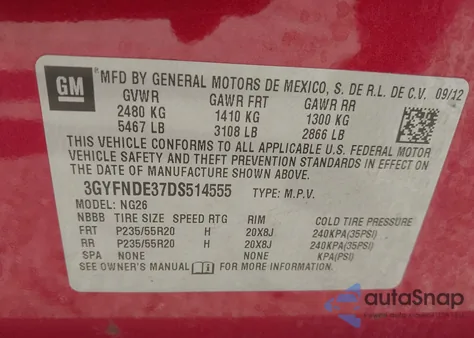 GM
MFD BY GENERAL MOTORS DE MEXICO, S. DE R.L. DE C.V. 09/12
GVWR GAWR FRT GAWR RR
2480 KG 1410 KG 1300 KG
5467 LB 3108 LB 2866 LB
THIS VEHICLE CONFORMS TO ALL APPLICABLE U.S. FEDERAL MOTOR
VEHICLE SAFETY AND THEFT PREVENTION STANDARDS IN EFFECT ON
THE DATE OF MANUFACTURE SHOWN ABOVE.
3GYFNDE37DS514555 TYPE: M.P.V.
MODEL: NG26
NBBB TIRE SIZE SPEED RTG RIM COLD TIRE PRESSURE
FRT P235/55R20 H 20X8J 240KPA(35PSI)
RR P235/55R20 H 20X8J 240KPA(35PSI)
SPA NONE NONE KPA(PSI)
SEE OWNER'S MANUAL FOR MORE INFORMATION.
autoSnap